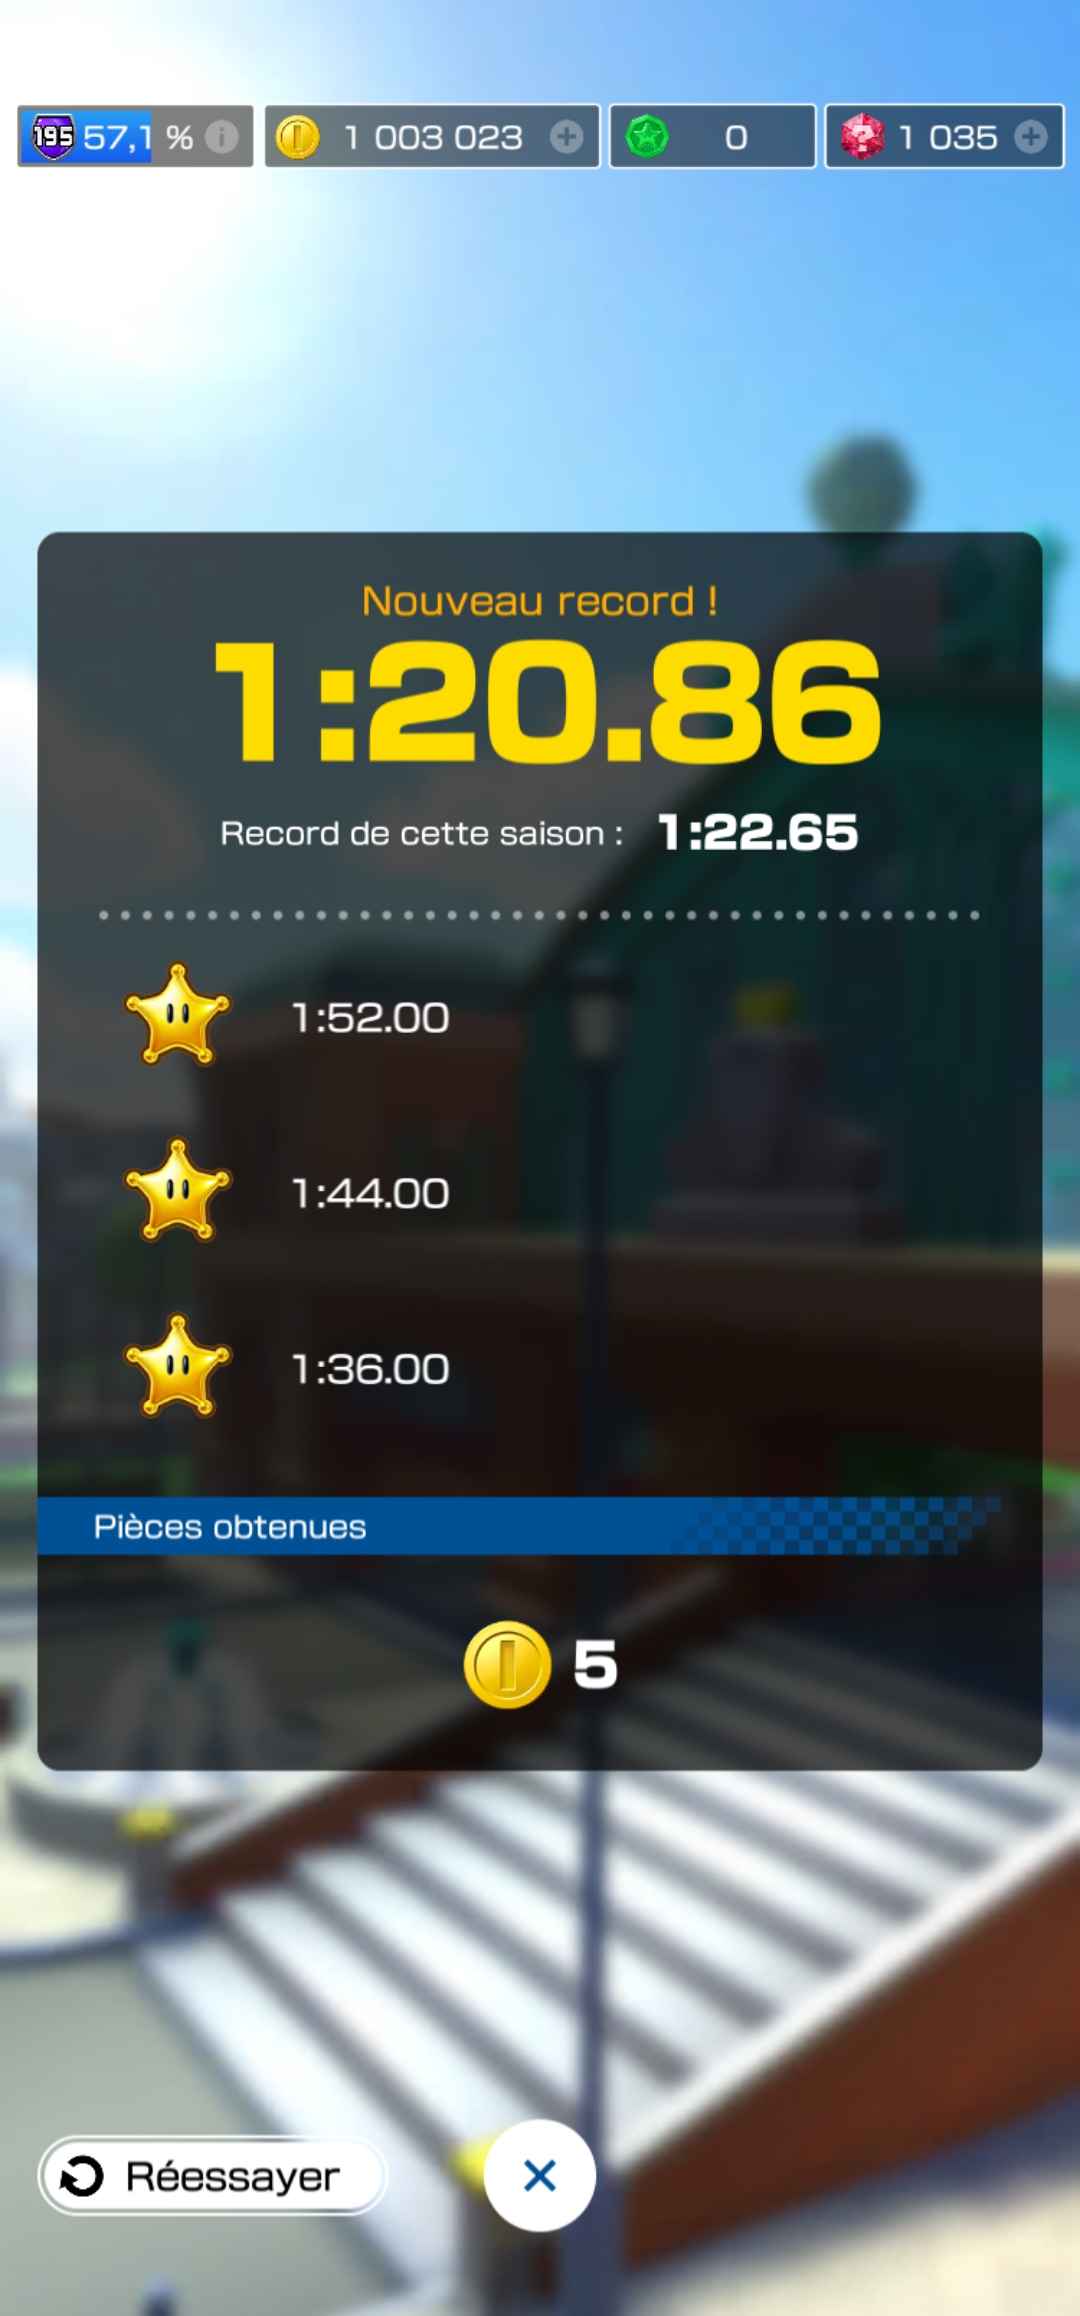 195 57,1 % 1 003 023 0 1 035
Nouveau record !
1:20.86
Record de cette saison : 1:22.65
1:52.00
1:44.00
1:36.00
Pièces obtenues
5
Réessayer